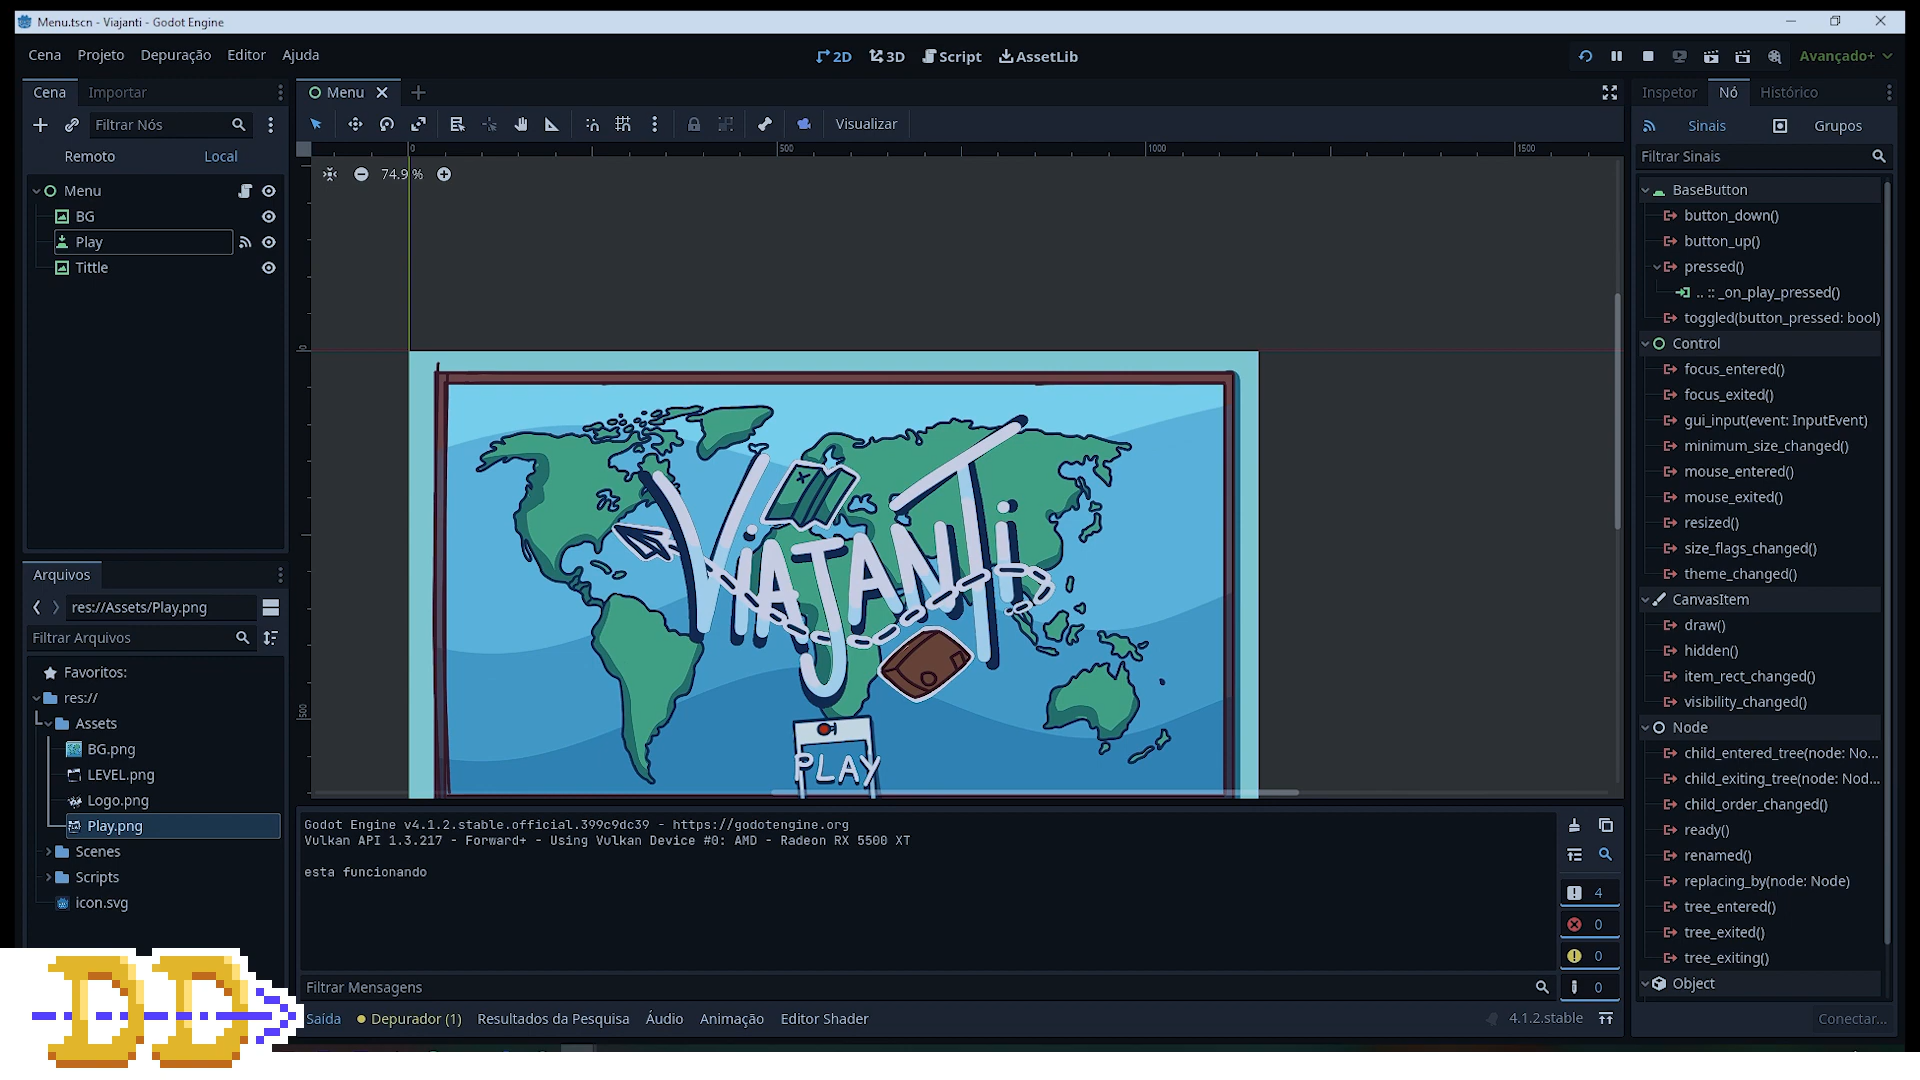 Menu.tscn - Viajanti - Godot Engine
Cena Projeto Depuração Editor Ajuda
2D 3D Script AssetLib
Avançado+
Cena Importar
Filtrar Nós
Remoto Local
Menu
BG
Play
Tittle
Arquivos
res://Assets/Play.png
Filtrar Arquivos
Favoritos:
res://
Assets
BG.png
LEVEL.png
Logo.png
Play.png
Scenes
Scripts
icon.svg
DD
Menu
Visualizar
0 500 1000 1500
74.9 %
0
500
VIAJANTi
PLAY
Godot Engine v4.1.2.stable.official.399c9dc39 - https://godotengine.org
Vulkan API 1.3.217 - Forward+ - Using Vulkan Device #0: AMD - Radeon RX 5500 XT
esta funcionando
4
0
0
0
Filtrar Mensagens
Saída Depurador (1) Resultados da Pesquisa Áudio Animação Editor Shader
4.1.2.stable
Inspetor Nó Histórico
Sinais Grupos
Filtrar Sinais
BaseButton
button_down()
button_up()
pressed()
.. :: _on_play_pressed()
toggled(button_pressed: bool)
Control
focus_entered()
focus_exited()
gui_input(event: InputEvent)
minimum_size_changed()
mouse_entered()
mouse_exited()
resized()
size_flags_changed()
theme_changed()
CanvasItem
draw()
hidden()
item_rect_changed()
visibility_changed()
Node
child_entered_tree(node: No...
child_exiting_tree(node: Nod...
child_order_changed()
ready()
renamed()
replacing_by(node: Node)
tree_entered()
tree_exited()
tree_exiting()
Object
Conectar...